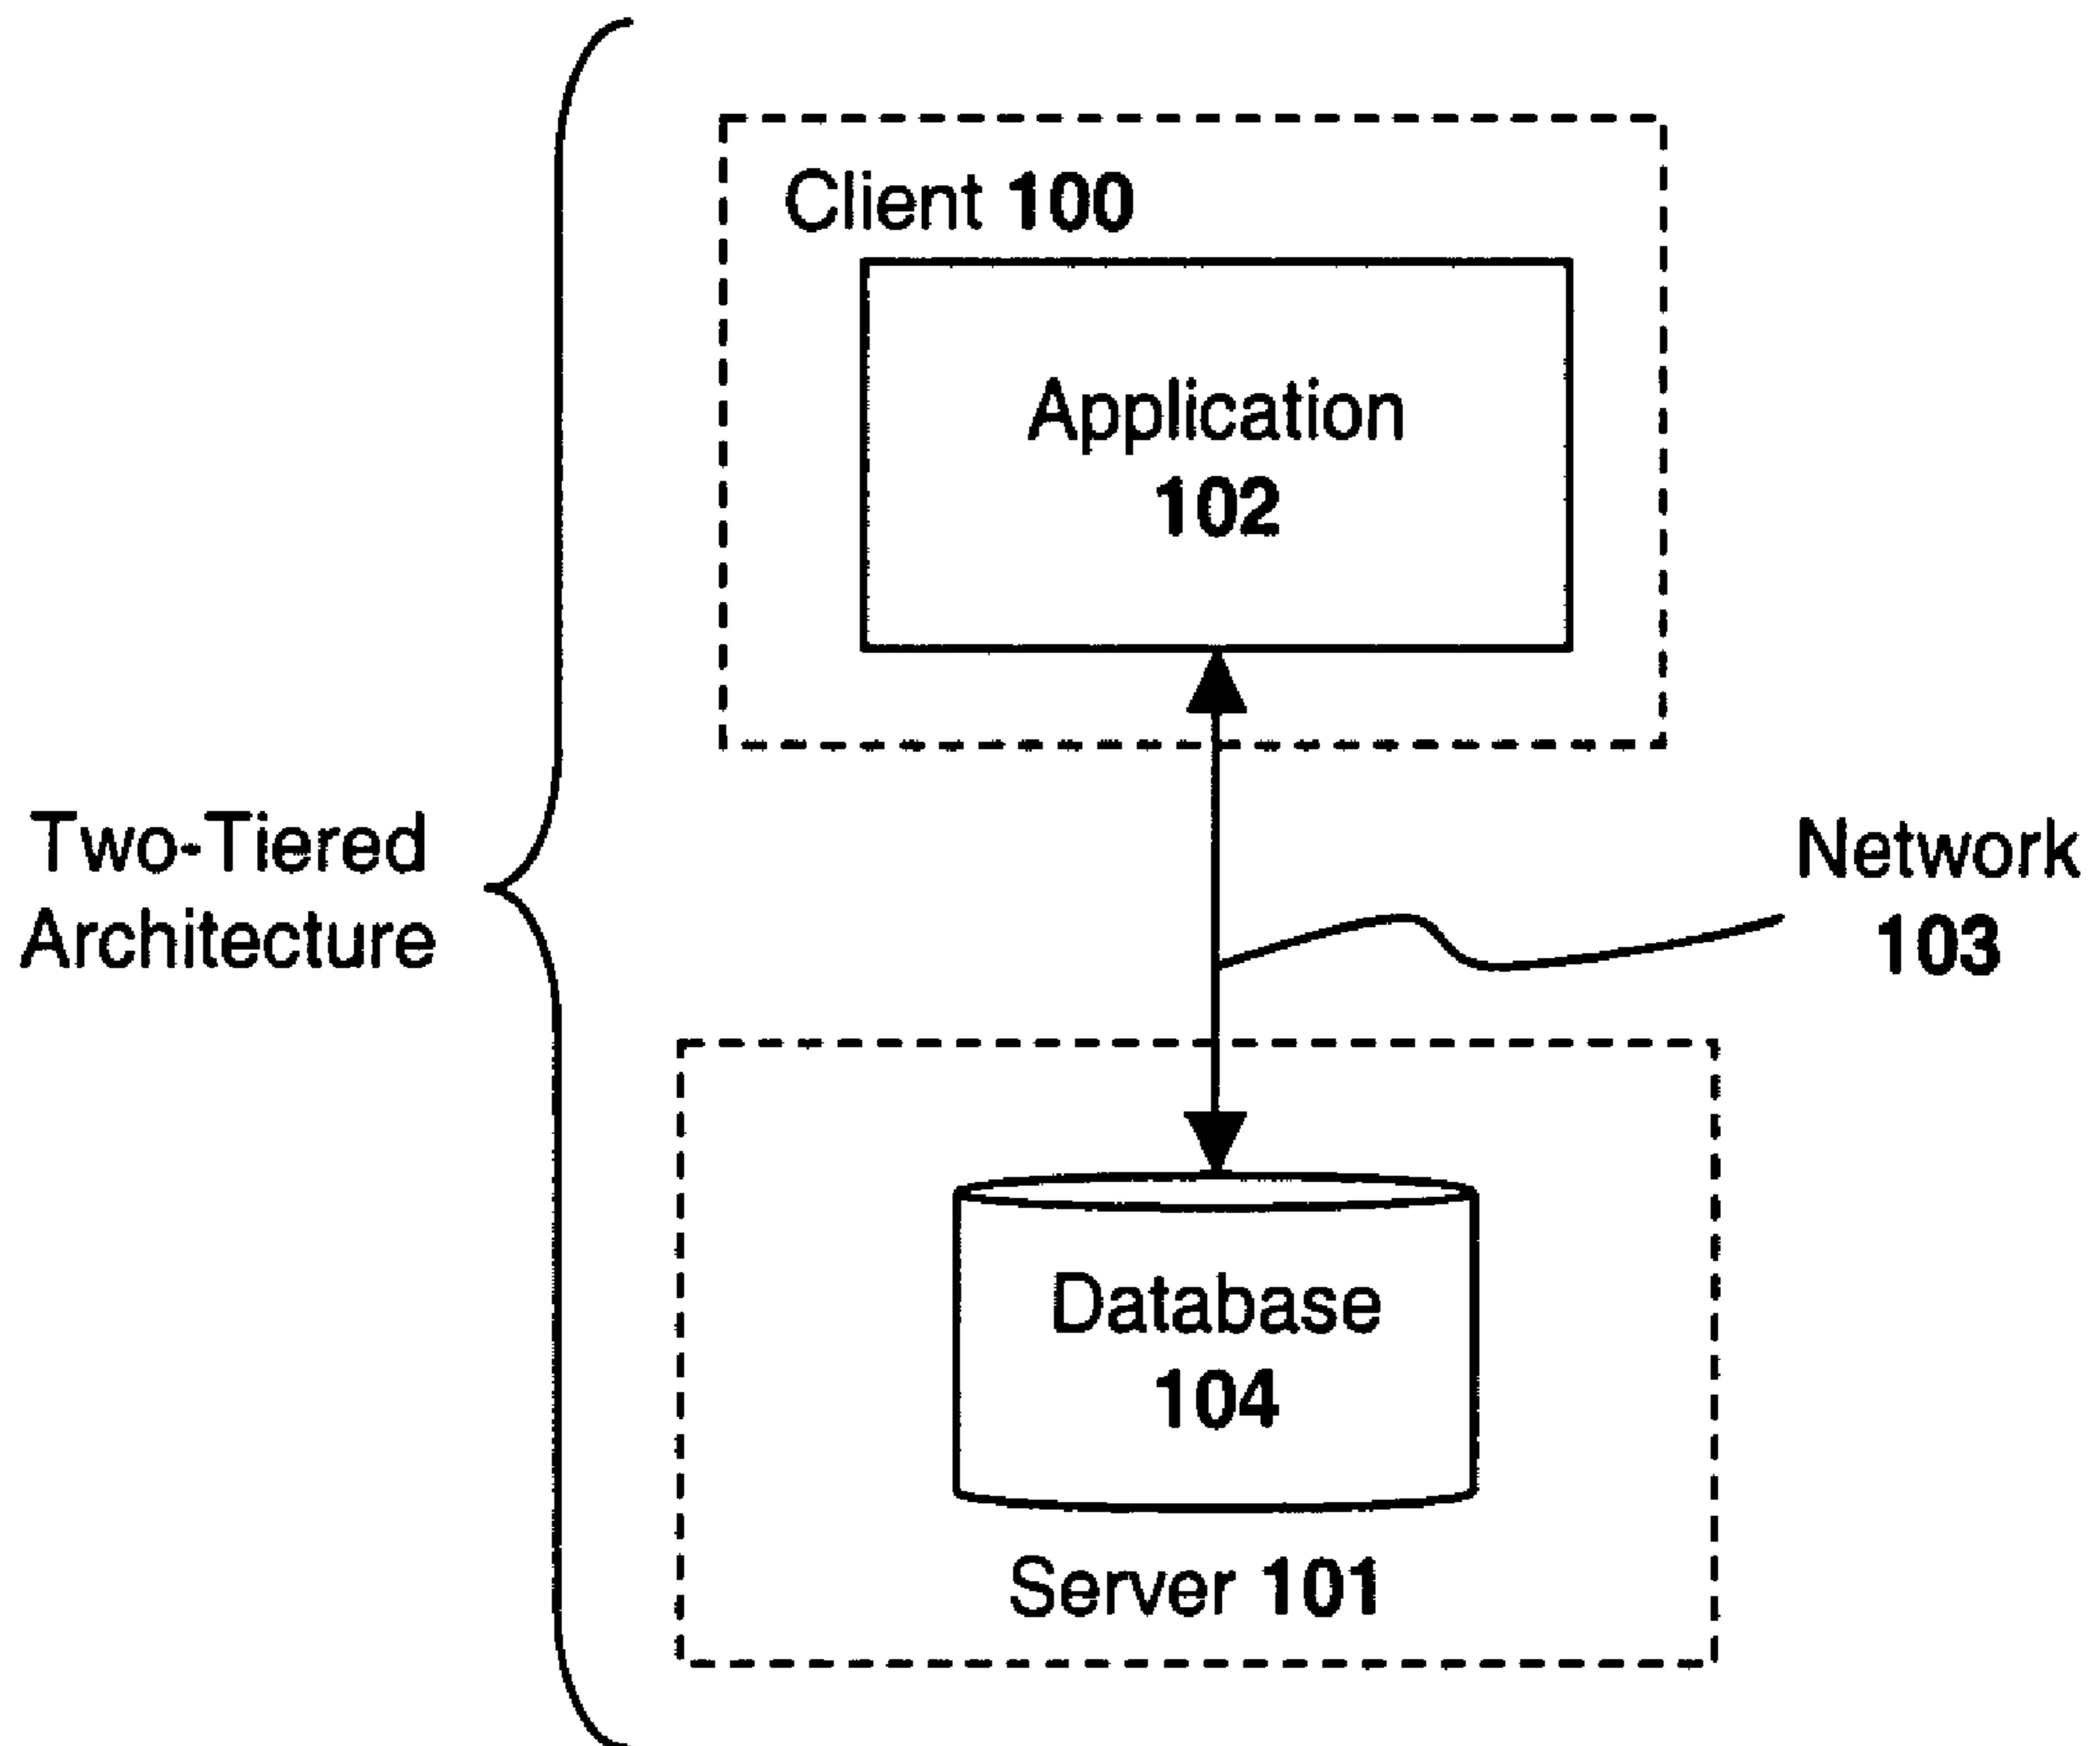 Client 100
Application
102
Two-Tiered
Architecture
Network
103
Database
104
Server 101